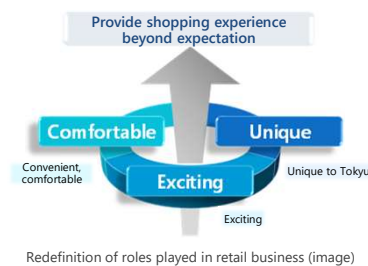 Provide shopping experience
beyond expectation
Comfortable
Unique
Convenient,
comfortable
Exciting
Unique to Tokyu
Exciting
Redefinition of roles played in retail business (image)